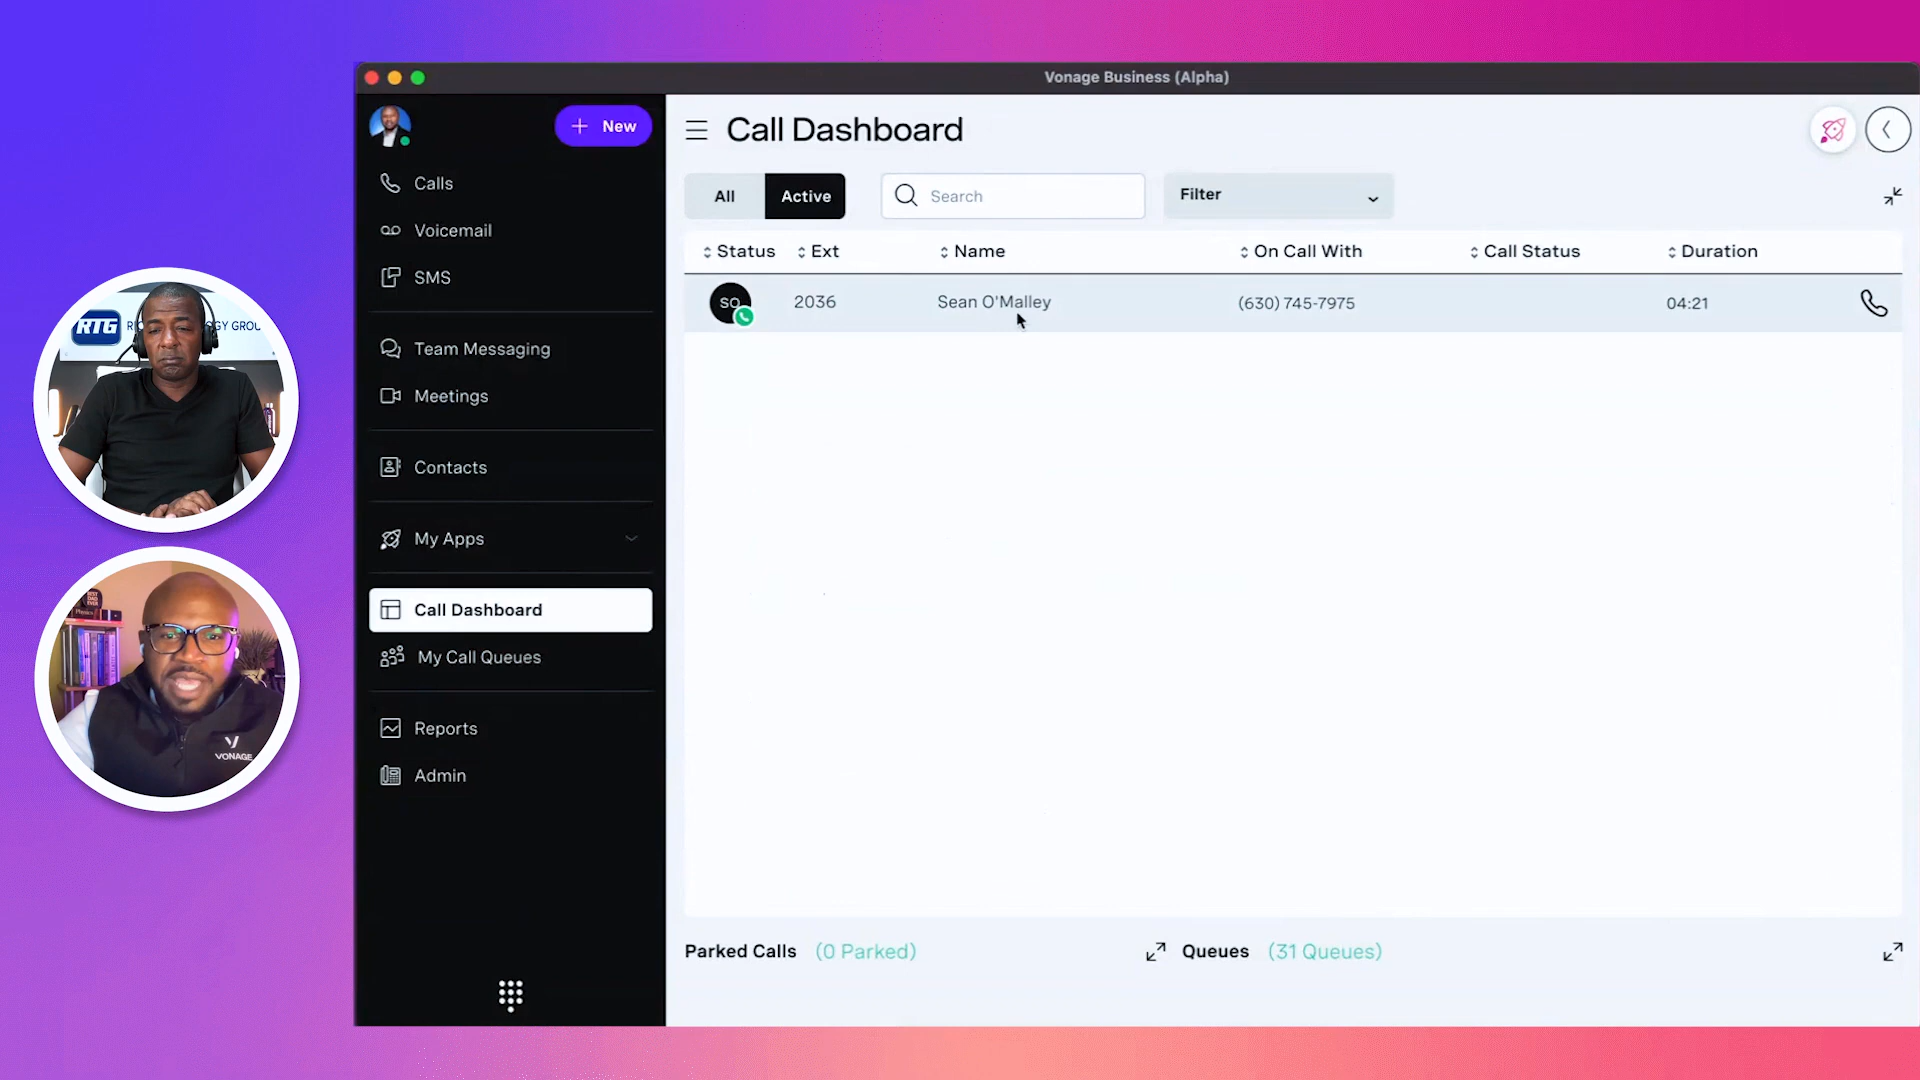 Vonage Business (Alpha)
+ New
Call Dashboard
Calls
Voicemail
SMS
Team Messaging
Meetings
Contacts
My Apps
Call Dashboard
My Call Queues
Reports
Admin
All
Active
Search
Filter
Status
Ext
Name
On Call With
Call Status
Duration
SO
2036
Sean O'Malley
(630) 745-7975
04:21
Parked Calls (0 Parked)
Queues (31 Queues)
RTG
VONAGE